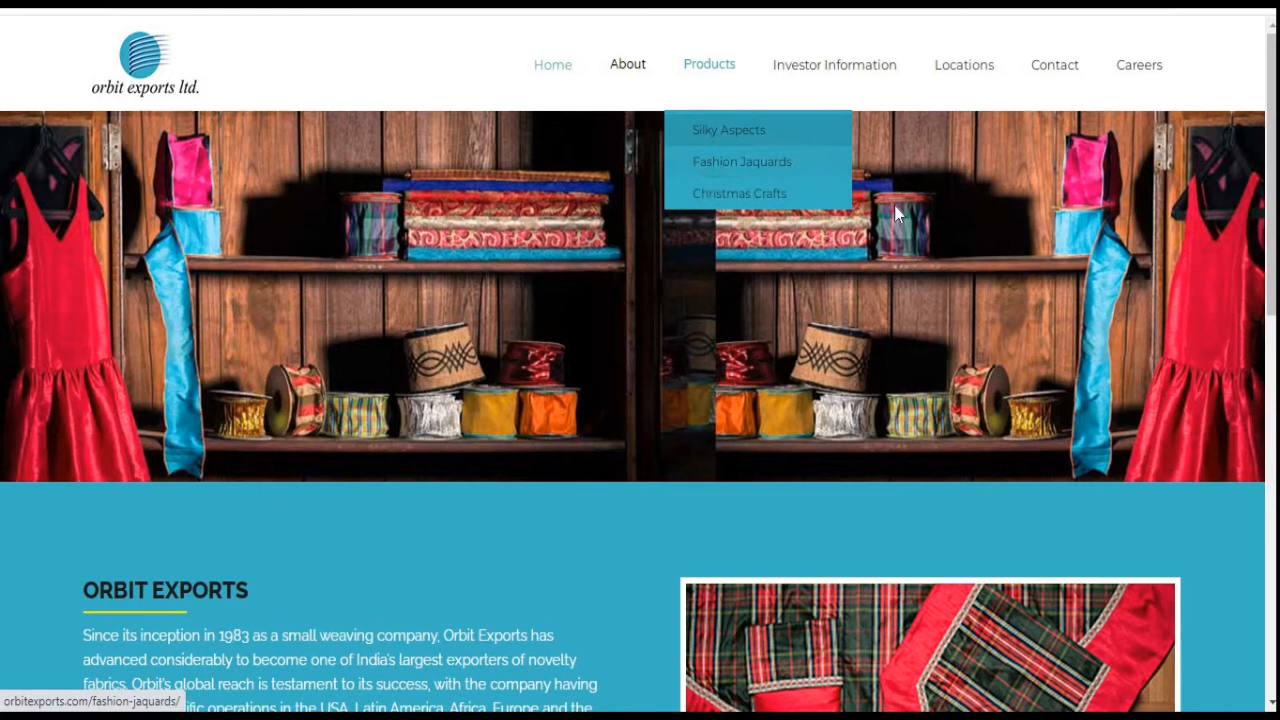 orbit exports ltd.
Home About Products Investor Information Locations Contact Careers
Silky Aspects
Fashion Jaquards
Christmas Crafts
ORBIT EXPORTS
Since its inception in 1983 as a small weaving company, Orbit Exports has
advanced considerably to become one of India's largest exporters of novelty
fabrics. Orbit's global reach is testament to its success, with the company having
operations in the USA, Latin America, Africa, Europe and the
orbitexports.com/fashion-jaquards/